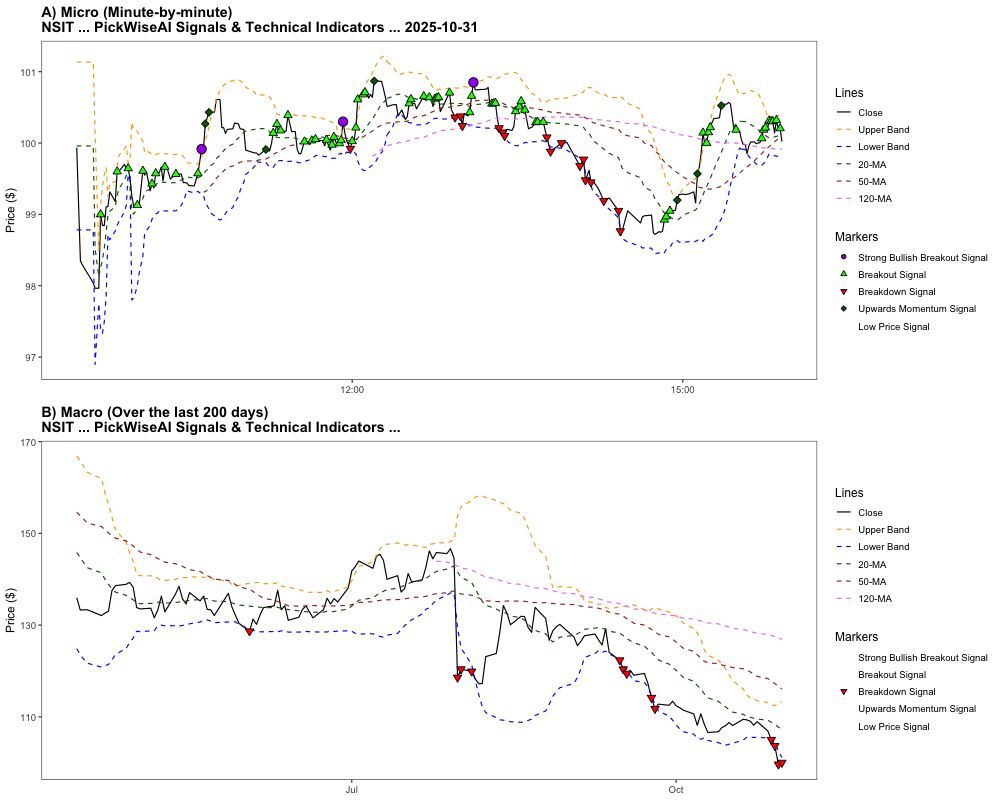 A) Micro (Minute-by-minute)
NSIT ... PickWiseAI Signals & Technical Indicators ... 2025-10-31
Price ($)
101
100
99
98
97
12:00
15:00
Lines
Close
Upper Band
Lower Band
20-MA
50-MA
120-MA
Markers
Strong Bullish Breakout Signal
Breakout Signal
Breakdown Signal
Upwards Momentum Signal
Low Price Signal
B) Macro (Over the last 200 days)
NSIT ... PickWiseAI Signals & Technical Indicators ...
Price ($)
170
150
130
110
Jul
Oct
Lines
Close
Upper Band
Lower Band
20-MA
50-MA
120-MA
Markers
Strong Bullish Breakout Signal
Breakout Signal
Breakdown Signal
Upwards Momentum Signal
Low Price Signal